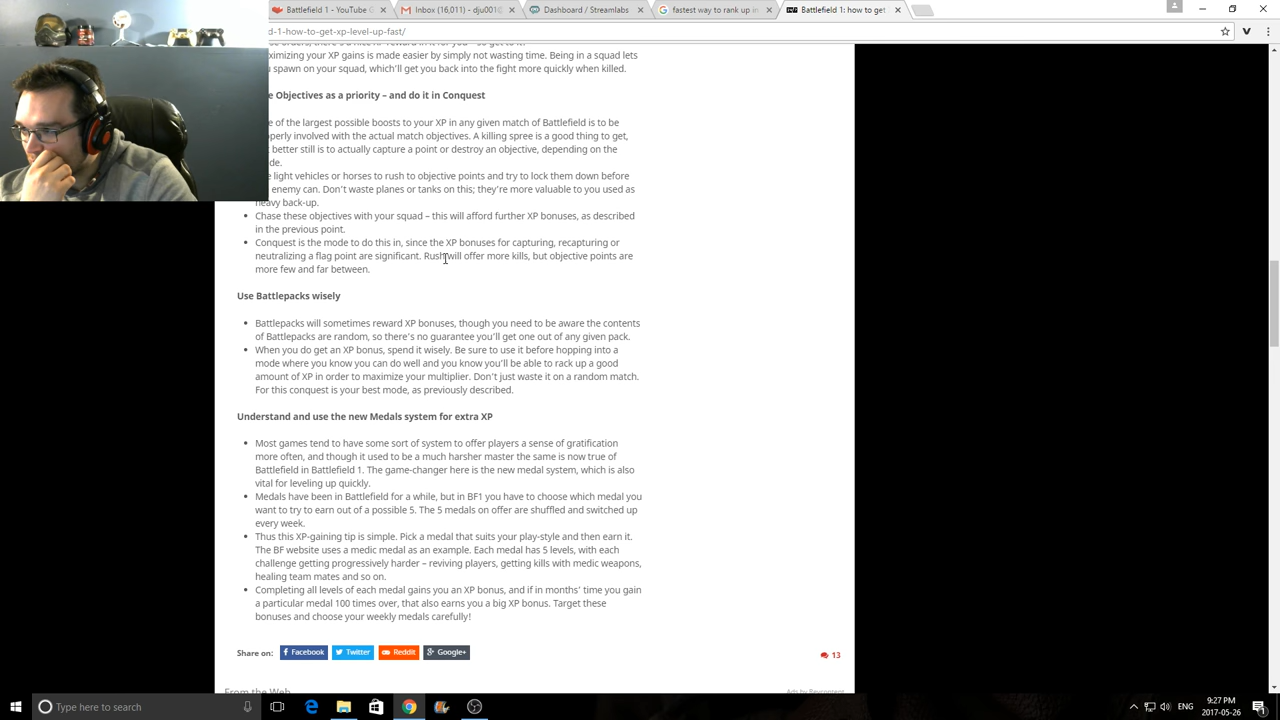 Battlefield 1 - YouTube G
Inbox (16,011) - dju001@
Dashboard / Streamlabs
fastest way to rank up in
Battlefield 1: how to get
d-1-how-to-get-xp-level-up-fast/
ximizing your XP gains is made easier by simply not wasting time. Being in a squad lets
spawn on your squad, which'll get you back into the fight more quickly when killed.
Objectives as a priority – and do it in Conquest
of the largest possible boosts to your XP in any given match of Battlefield is to be
perly involved with the actual match objectives. A killing spree is a good thing to get,
better still is to actually capture a point or destroy an objective, depending on the
de.
light vehicles or horses to rush to objective points and try to lock them down before
enemy can. Don't waste planes or tanks on this; they're more valuable to you used as
heavy back-up.
Chase these objectives with your squad – this will afford further XP bonuses, as described
in the previous point.
Conquest is the mode to do this in, since the XP bonuses for capturing, recapturing or
neutralizing a flag point are significant. Rush will offer more kills, but objective points are
more few and far between.
Use Battlepacks wisely
Battlepacks will sometimes reward XP bonuses, though you need to be aware the contents
of Battlepacks are random, so there's no guarantee you'll get one out of any given pack.
When you do get an XP bonus, spend it wisely. Be sure to use it before hopping into a
mode where you know you can do well and you know you'll be able to rack up a good
amount of XP in order to maximize your multiplier. Don't just waste it on a random match.
For this conquest is your best mode, as previously described.
Understand and use the new Medals system for extra XP
Most games tend to have some sort of system to offer players a sense of gratification
more often, and though it used to be a much harsher master the same is now true of
Battlefield in Battlefield 1. The game-changer here is the new medal system, which is also
vital for leveling up quickly.
Medals have been in Battlefield for a while, but in BF1 you have to choose which medal you
want to try to earn out of a possible 5. The 5 medals on offer are shuffled and switched up
every week.
Thus this XP-gaining tip is simple. Pick a medal that suits your play-style and then earn it.
The BF website uses a medic medal as an example. Each medal has 5 levels, with each
challenge getting progressively harder – reviving players, getting kills with medic weapons,
healing team mates and so on.
Completing all levels of each medal gains you an XP bonus, and if in months' time you gain
a particular medal 100 times over, that also earns you a big XP bonus. Target these
bonuses and choose your weekly medals carefully!
Share on: Facebook Twitter Reddit Google+ 13
From the Web
Ads by Revcontent
Type here to search
ENG
9:27 PM
2017-05-26